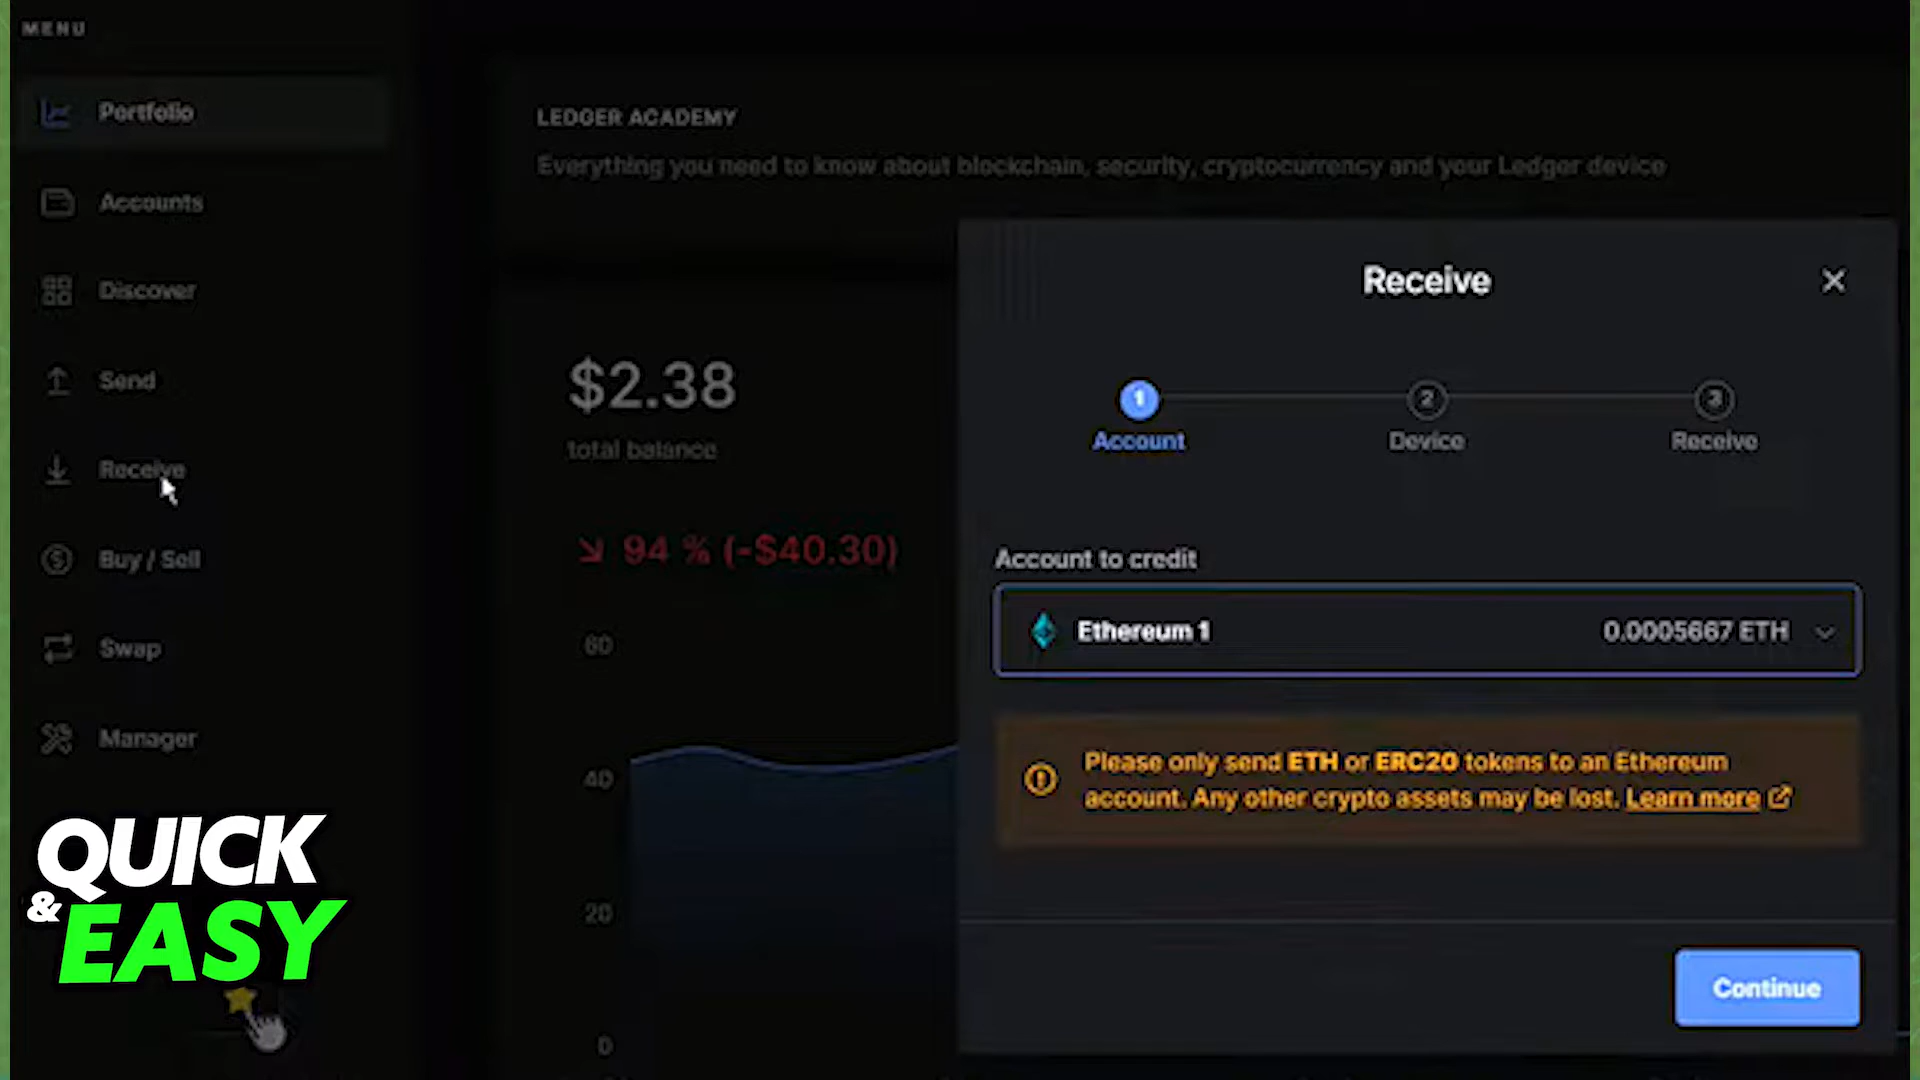 MENU
Portfolio
Accounts
Discover
Send
Receive
Buy / Sell
Swap
Manager
QUICK
&EASY
LEDGER ACADEMY
Everything you need to know about blockchain, security, cryptocurrency and your Ledger device
$2.38
total balance
94 % (-$40.30)
60
40
20
0
Receive
1
2
3
Account
Device
Receive
Account to credit
Ethereum 1
0.0005667 ETH
Please only send ETH or ERC20 tokens to an Ethereum
account. Any other crypto assets may be lost. Learn more
Continue